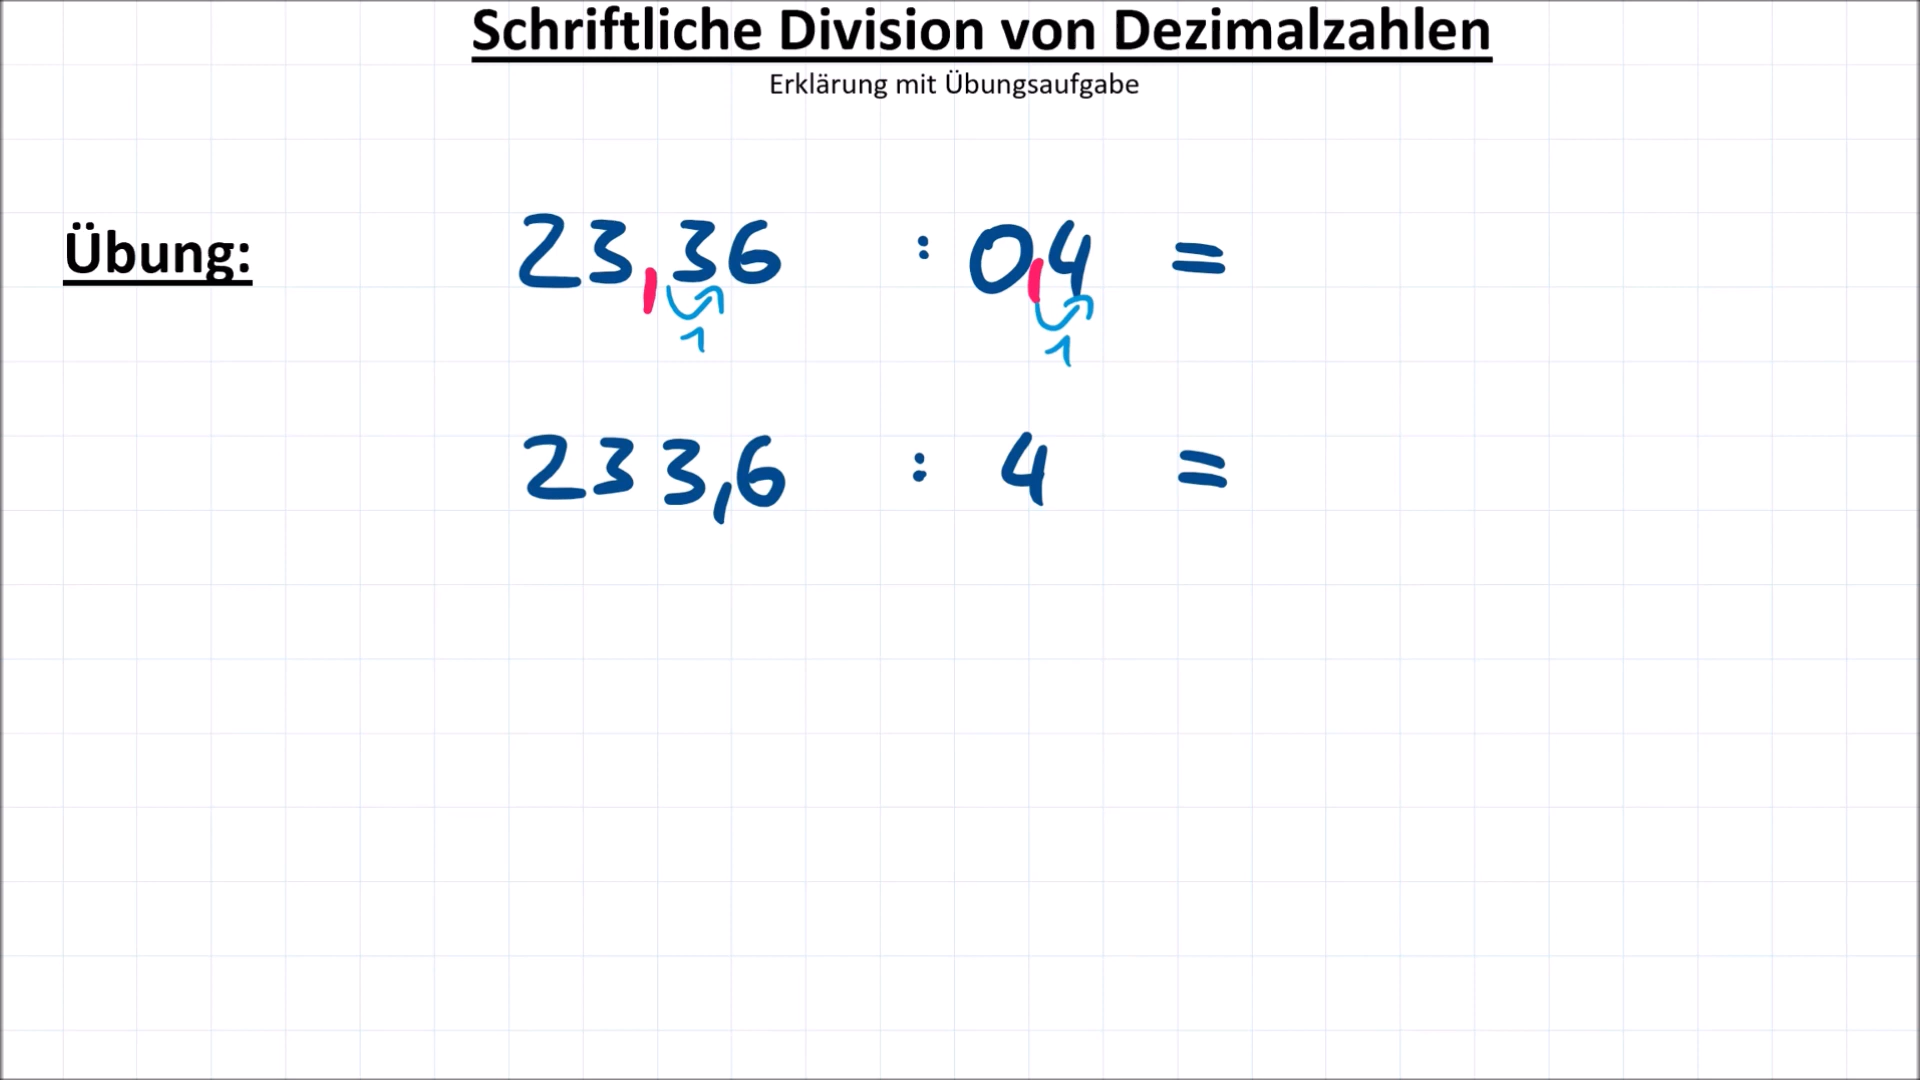 Schriftliche Division von Dezimalzahlen
Erklärung mit Übungsaufgabe
Übung: 23,36 : 0,4 =
1 1
233,6 : 4 =